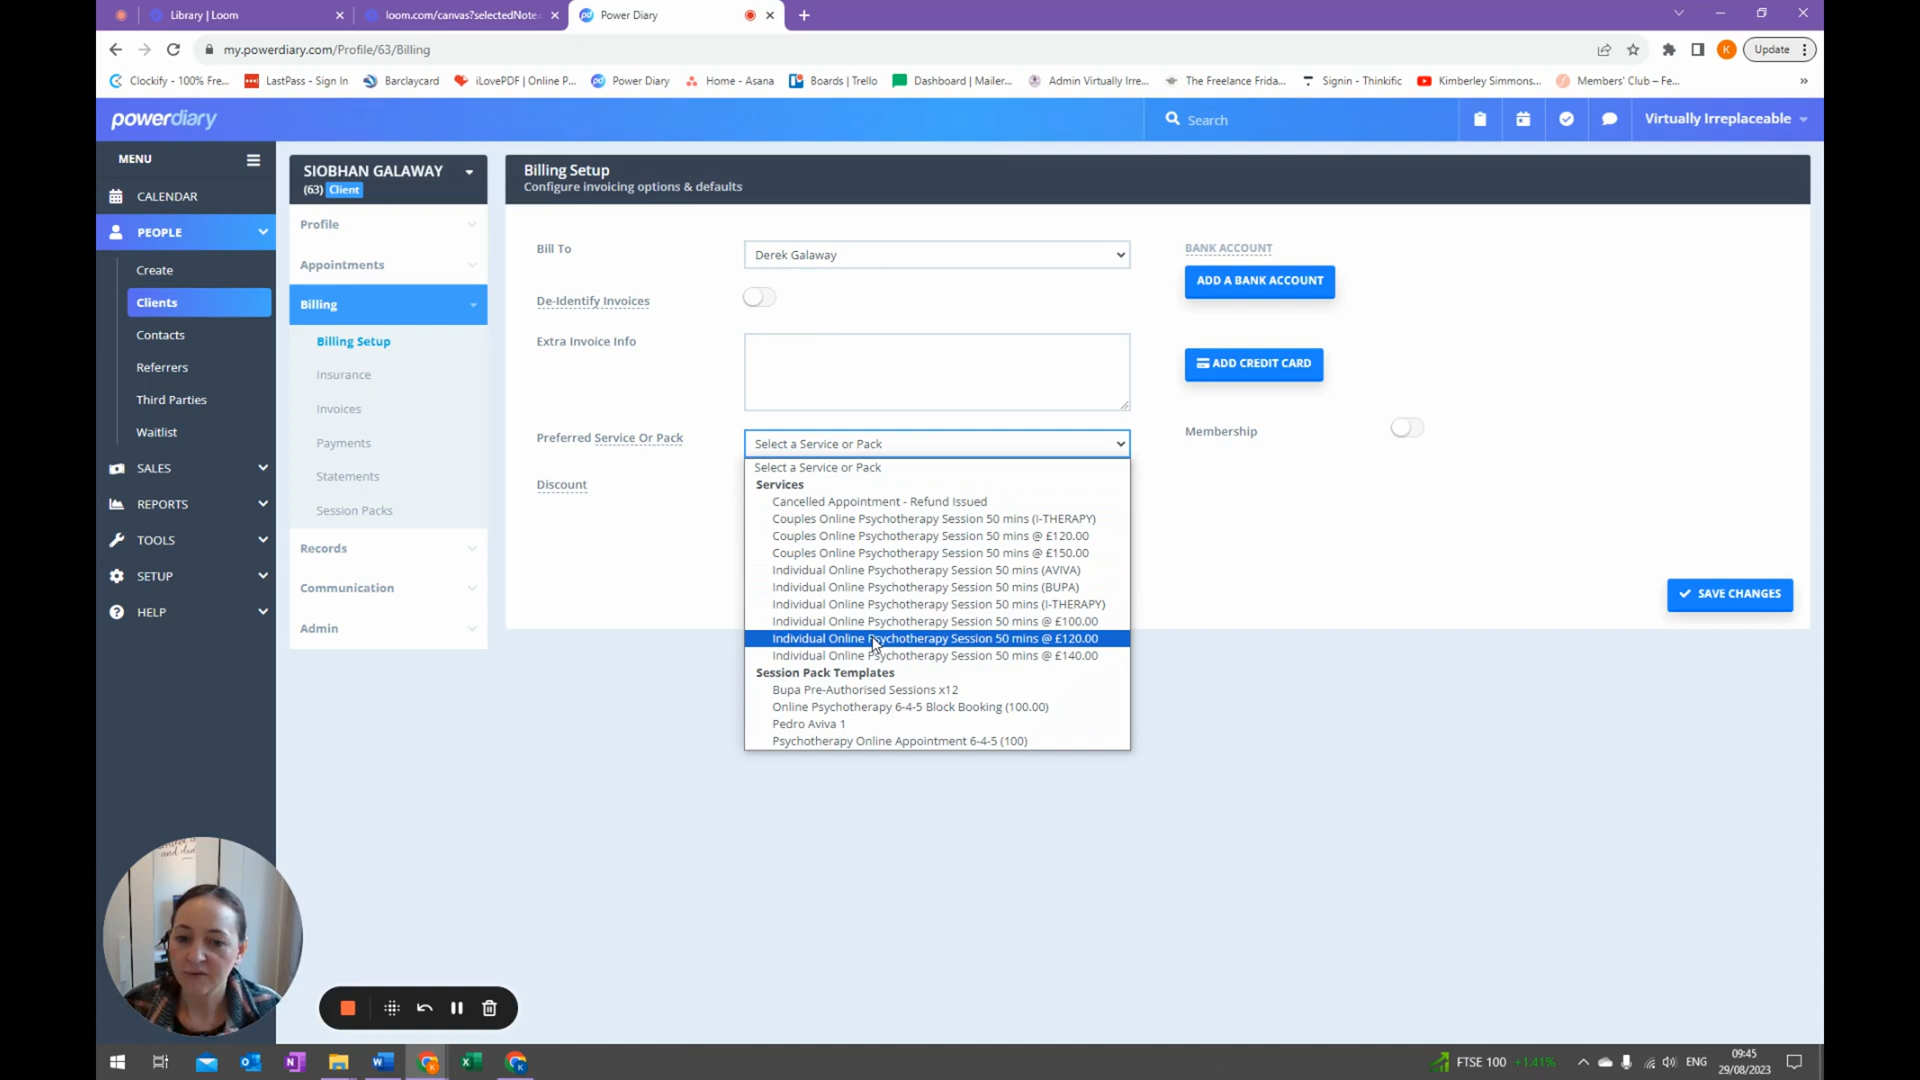 Library | Loom
loom.com/canvas?selectedNote
Power Diary
my.powerdiary.com/Profile/63/Billing
Update
Clockify - 100% Fre...
LastPass - Sign In
Barclaycard
iLovePDF | Online P...
Power Diary
Home - Asana
Boards | Trello
Dashboard | Mailer...
Admin Virtually Irre...
The Freelance Frida...
Signin - Thinkific
Kimberley Simmons...
Members' Club – Fe...
powerdiary
Search
Virtually Irreplaceable
MENU
CALENDAR
PEOPLE
Create
Clients
Contacts
Referrers
Third Parties
Waitlist
SALES
REPORTS
TOOLS
SETUP
HELP
SIOBHAN GALAWAY
(63) Client
Profile
Appointments
Billing
Billing Setup
Insurance
Invoices
Payments
Statements
Session Packs
Records
Communication
Admin
Billing Setup
Configure invoicing options & defaults
Bill To
Derek Galaway
De-Identify Invoices
Extra Invoice Info
Preferred Service Or Pack
Select a Service or Pack
Discount
Select a Service or Pack
Services
Cancelled Appointment - Refund Issued
Couples Online Psychotherapy Session 50 mins (I-THERAPY)
Couples Online Psychotherapy Session 50 mins @ £120.00
Couples Online Psychotherapy Session 50 mins @ £150.00
Individual Online Psychotherapy Session 50 mins (AVIVA)
Individual Online Psychotherapy Session 50 mins (BUPA)
Individual Online Psychotherapy Session 50 mins (I-THERAPY)
Individual Online Psychotherapy Session 50 mins @ £100.00
Individual Online Psychotherapy Session 50 mins @ £120.00
Individual Online Psychotherapy Session 50 mins @ £140.00
Session Pack Templates
Bupa Pre-Authorised Sessions x12
Online Psychotherapy 6-4-5 Block Booking (100.00)
Pedro Aviva 1
Psychotherapy Online Appointment 6-4-5 (100)
BANK ACCOUNT
ADD A BANK ACCOUNT
ADD CREDIT CARD
Membership
SAVE CHANGES
and
FTSE 100 +1.41%
ENG
09:45
29/08/2023